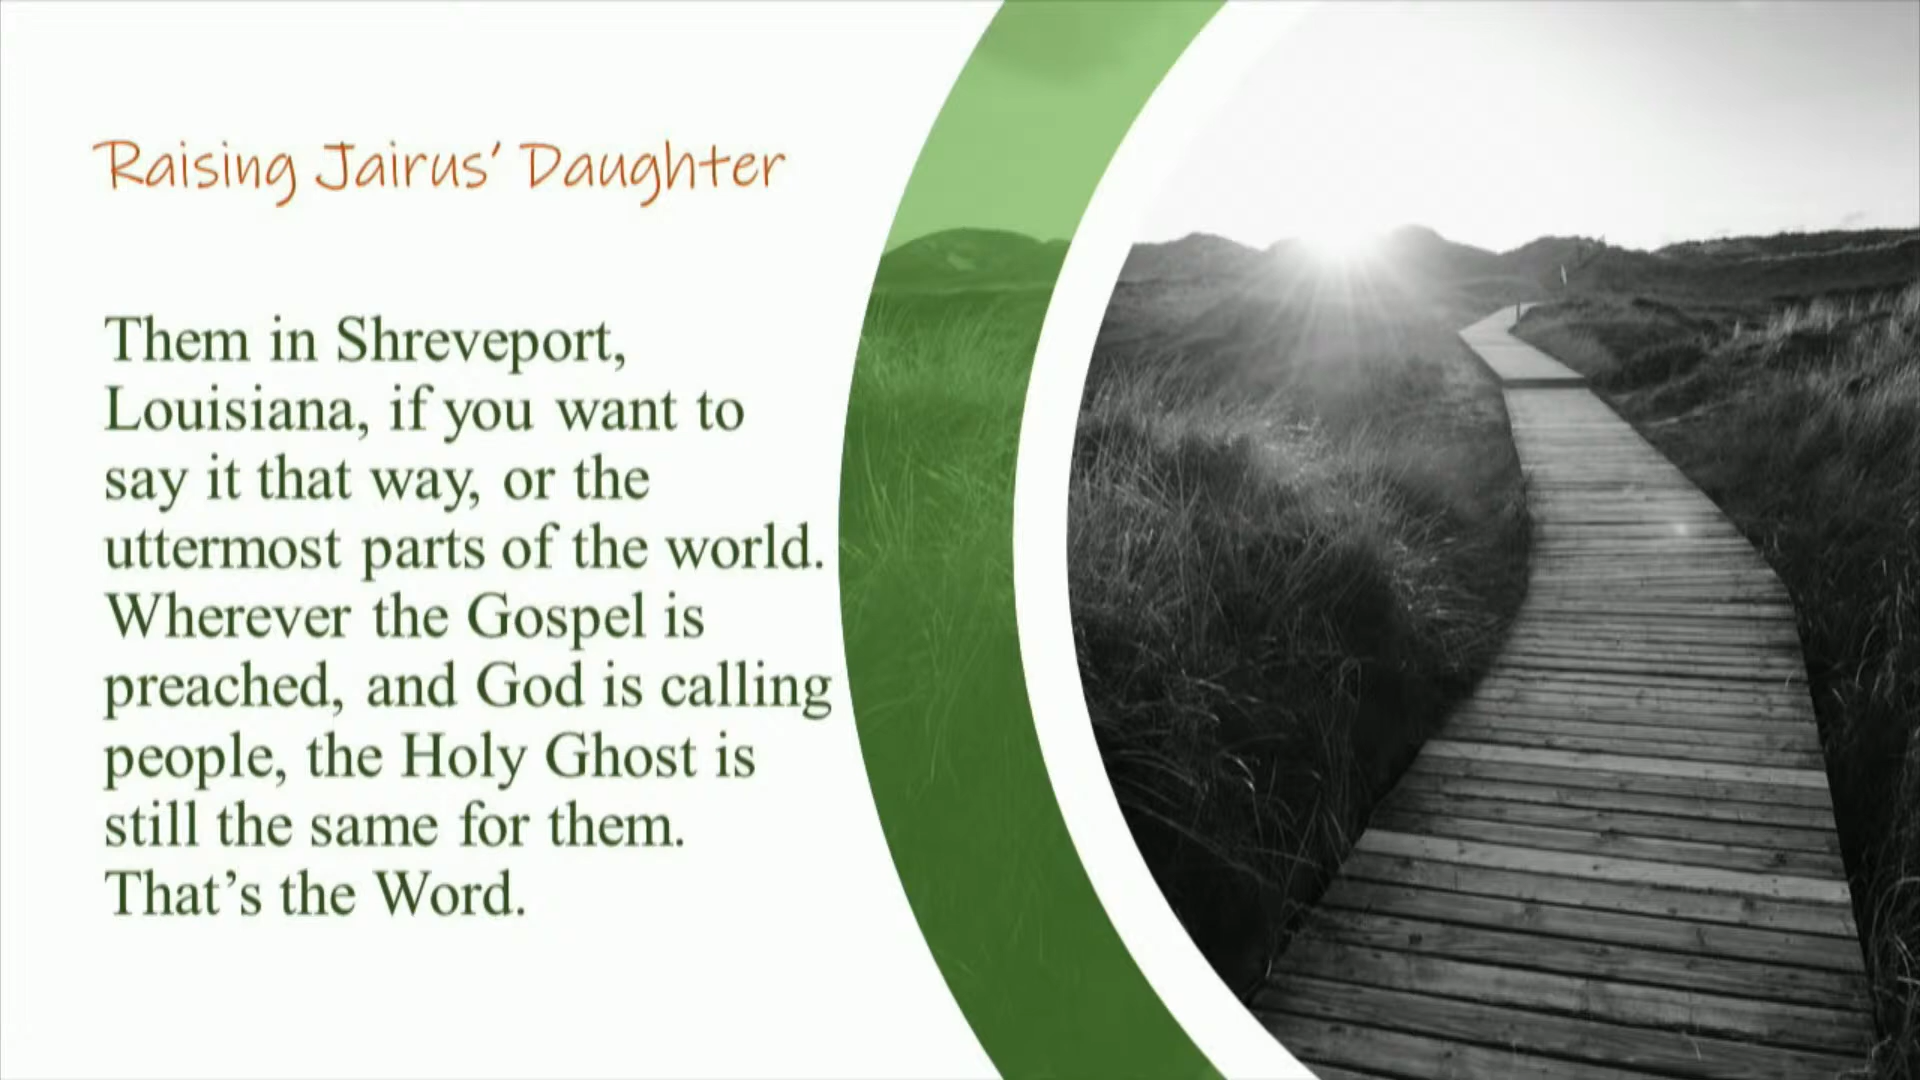 Raising Jairus’ Daughter
Them in Shreveport,
Louisiana, if you want to
say it that way, or the
uttermost parts of the world.
Wherever the Gospel is
preached, and God is calling
people, the Holy Ghost is
still the same for them.
That’s the Word.